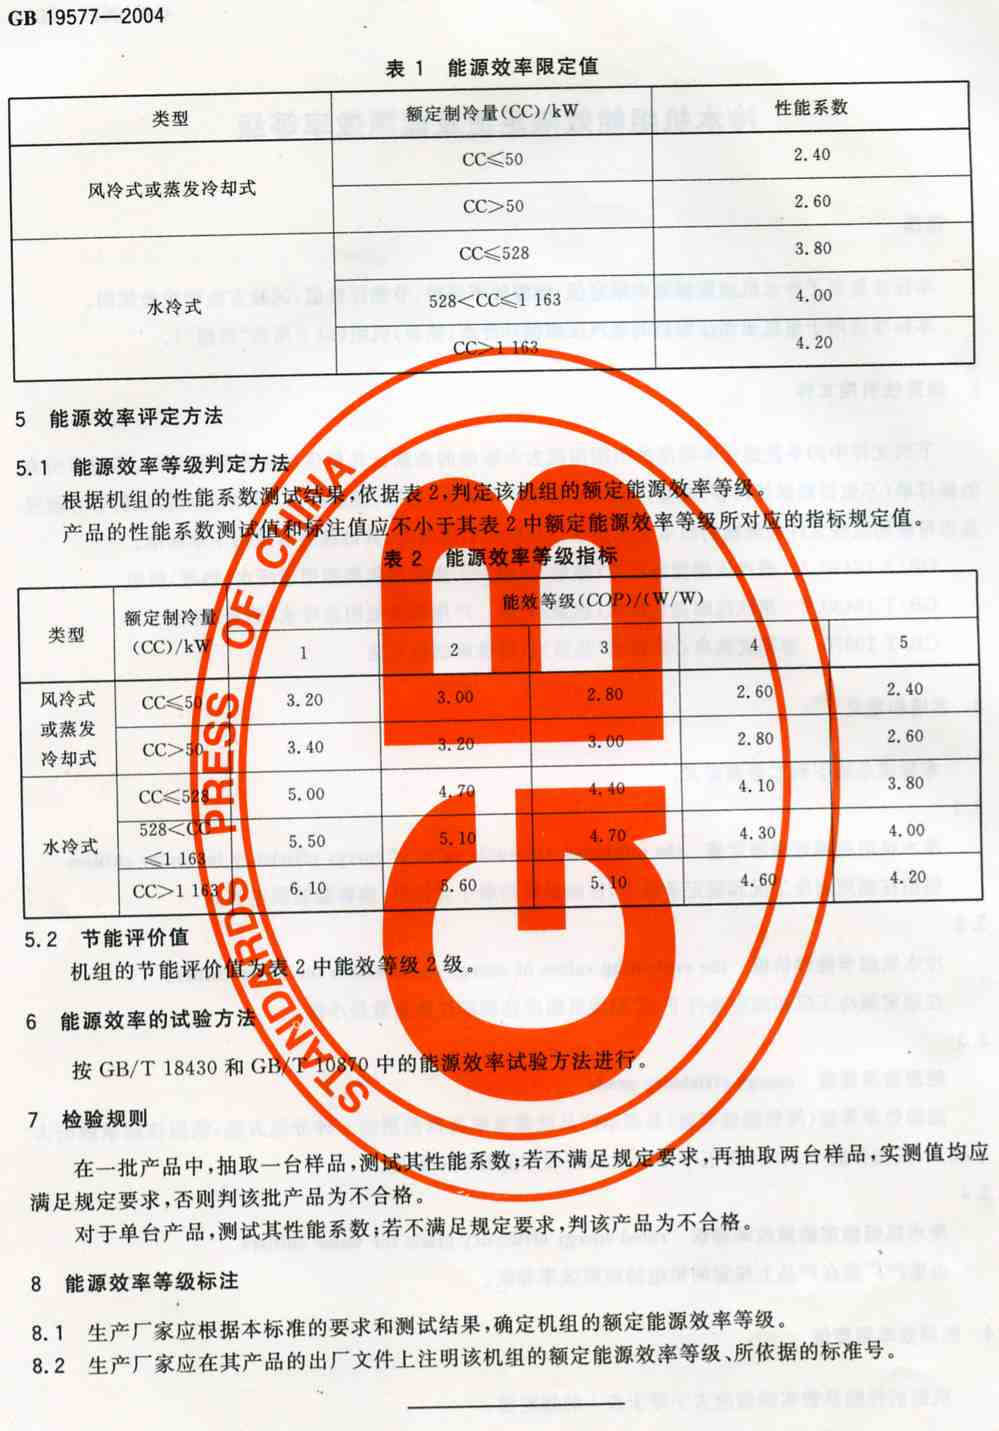 GB 19577—2004
表 1 能源效率限定值
类型 额定制冷量(CC)/kW 性能系数
风冷式或蒸发冷却式 CC≤50 2.40
CC>50 2.60
水冷式 CC≤528 3.80
528<CC≤1 163 4.00
CC>1 163 4.20
5 能源效率评定方法
5.1 能源效率等级判定方法
根据机组的性能系数测试结果,依据表 2,判定该机组的额定能源效率等级。
产品的性能系数测试值和标注值应不小于其表 2 中额定能源效率等级所对应的指标规定值。
表 2 能源效率等级指标
类型 额定制冷量 (CC)/kW 能效等级(COP)/(W/W)
1 2 3 4 5
风冷式或蒸发冷却式 CC≤50 3.20 3.00 2.80 2.60 2.40
CC>50 3.40 3.20 3.00 2.80 2.60
水冷式 CC≤528 5.00 4.70 4.40 4.10 3.80
528<CC≤1 163 5.50 5.10 4.70 4.30 4.00
CC>1 163 6.10 5.60 5.10 4.60 4.20
5.2 节能评价值
机组的节能评价值为表 2 中能效等级 2 级。
6 能源效率的试验方法
按 GB/T 18430 和 GB/T 10870 中的能源效率试验方法进行。
7 检验规则
在一批产品中,抽取一台样品,测试其性能系数;若不满足规定要求,再抽取两台样品,实测值均应
满足规定要求,否则判该批产品为不合格。
对于单台产品,测试其性能系数;若不满足规定要求,判该产品为不合格。
8 能源效率等级标注
8.1 生产厂家应根据本标准的要求和测试结果,确定机组的额定能源效率等级。
8.2 生产厂家应在其产品的出厂文件上注明该机组的额定能源效率等级、所依据的标准号。
STANDARDS PRESS OF CHINA